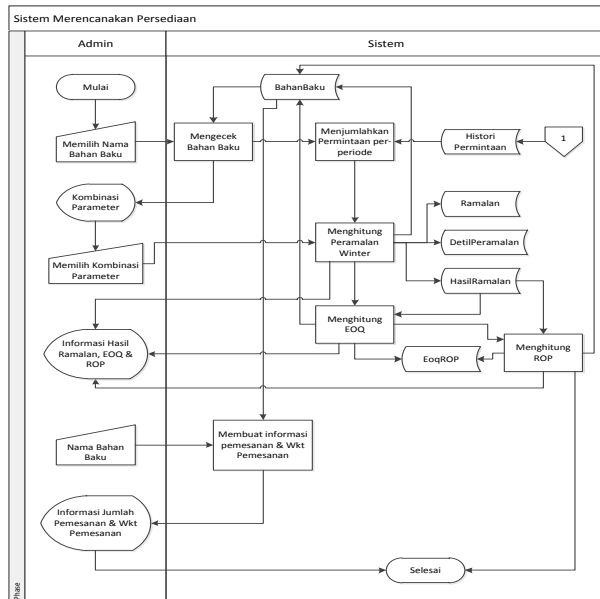 Sistem Merencanakan Persediaan
Admin
Sistem
Mulai
BahanBaku
Memilih Nama
Bahan Baku
Mengecek
Bahan Baku
Menjumlahkan
Permintaan per-
periode
Histori
Permintaan
1
Kombinasi
Parameter
Ramalan
Memilih Kombinasi
Parameter
Menghitung
Peramalan
Winter
DetilPeramalan
HasilRamalan
Informasi Hasil
Ramalan, EOQ &
ROP
Menghitung
EOQ
EoqROP
Menghitung
ROP
Nama Bahan
Baku
Membuat informasi
pemesanan & Wkt
Pemesanan
Informasi Jumlah
Pemesanan & Wkt
Pemesanan
Selesai
Phase